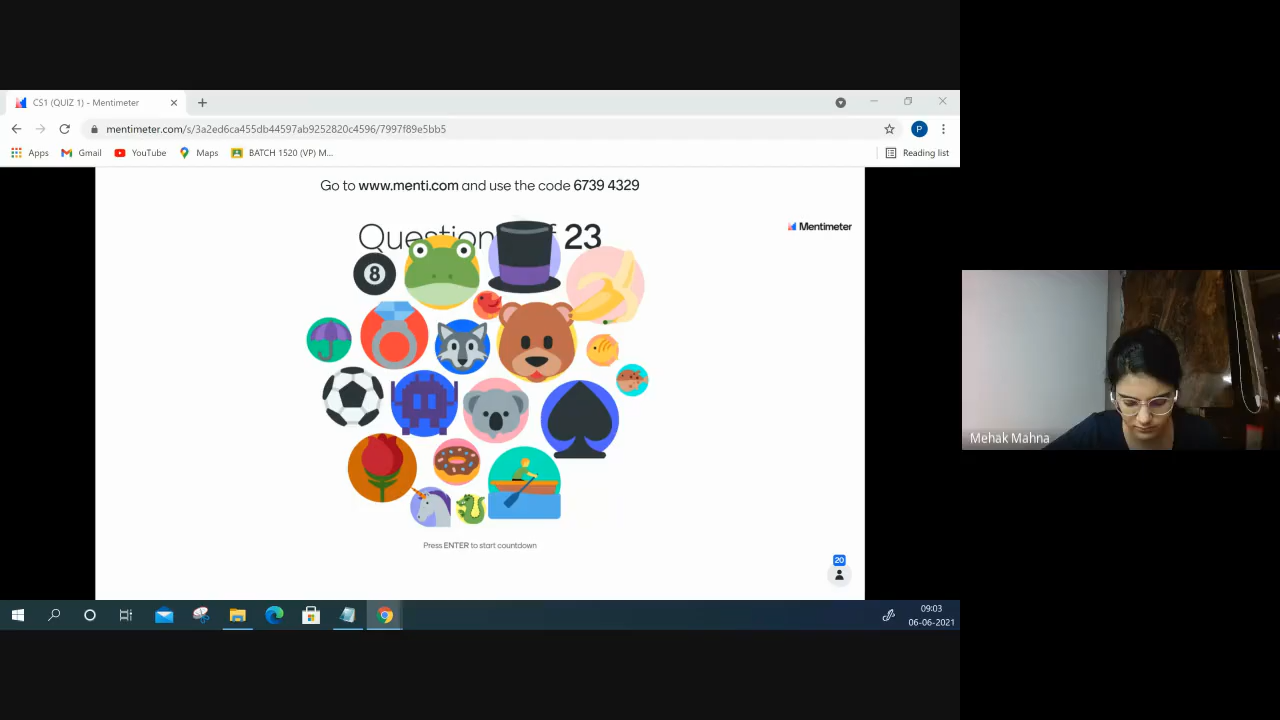 CS1 (QUIZ 1) - Mentimeter
mentimeter.com/s/3a2ed6ca455db44597ab9252820c4596/7997f89e5bb5
P
Apps Gmail YouTube Maps BATCH 1520 (VP) M... Reading list
Go to www.menti.com and use the code 6739 4329
Question 23
Mentimeter
8
Press ENTER to start countdown
20
Mehak Mahna
09:03
06-06-2021